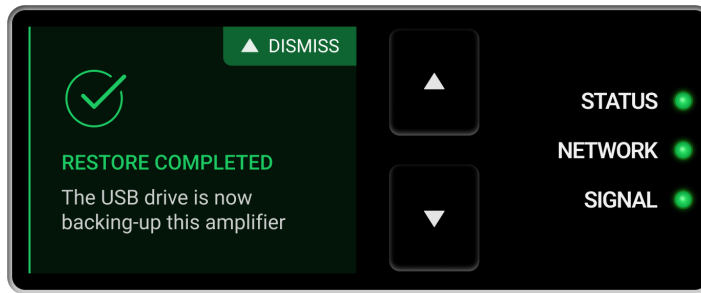 ▲ DISMISS
RESTORE COMPLETED
The USB drive is now
backing-up this amplifier
STATUS
NETWORK
SIGNAL